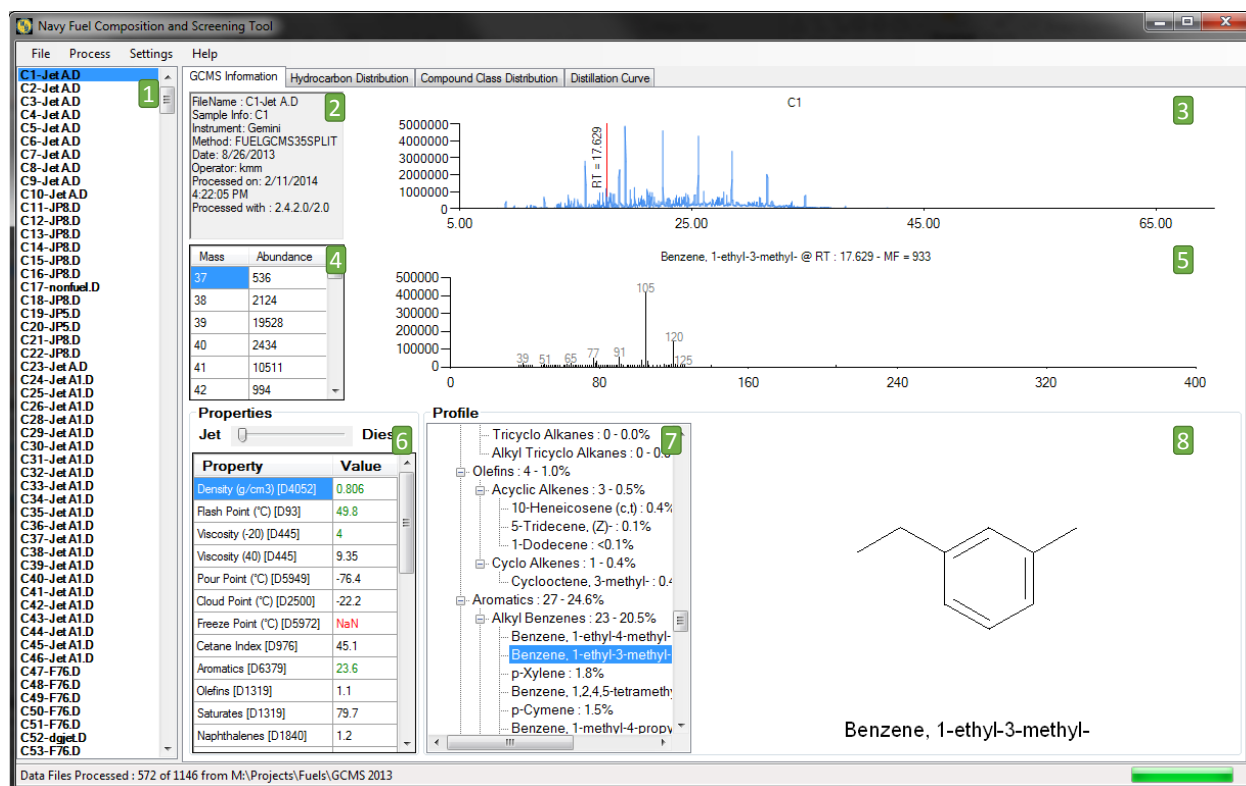 Navy Fuel Composition and Screening Tool
File Process Settings Help
C1-Jet A.D
C2-Jet A.D
C3-Jet A.D
C4-Jet A.D
C5-Jet A.D
C6-Jet A.D
C7-Jet A.D
C8-Jet A.D
C9-Jet A.D
C10-Jet A.D
C11-JP8.D
C12-JP8.D
C13-JP8.D
C14-JP8.D
C15-JP8.D
C16-JP8.D
C17-nonfuel.D
C18-JP8.D
C19-JP5.D
C20-JP5.D
C21-JP8.D
C22-JP8.D
C23-Jet A.D
C24-Jet A1.D
C25-Jet A1.D
C26-Jet A1.D
C28-Jet A1.D
C29-Jet A1.D
C30-Jet A1.D
C31-Jet A1.D
C32-Jet A1.D
C33-Jet A1.D
C34-Jet A1.D
C35-Jet A1.D
C36-Jet A1.D
C37-Jet A1.D
C38-Jet A1.D
C39-Jet A1.D
C40-Jet A1.D
C41-Jet A1.D
C42-Jet A1.D
C43-Jet A1.D
C44-Jet A1.D
C45-Jet A1.D
C46-Jet A1.D
C47-F76.D
C48-F76.D
C49-F76.D
C50-F76.D
C51-F76.D
C52-dgjet.D
C53-F76.D
1
GCMS Information Hydrocarbon Distribution Compound Class Distribution Distillation Curve
FileName : C1-Jet A.D
Sample Info: C1
Instrument: Gemini
Method: FUELGCMS35SPLIT
Date: 8/26/2013
Operator: kmm
Processed on: 2/11/2014
4:22:05 PM
Processed with : 2.4.2.0/2.0
2
C1
3
5000000
4000000
3000000
2000000
1000000
0
RT = 17.629
5.00 25.00 45.00 65.00
Mass Abundance
37 536
38 2124
39 19528
40 2434
41 10511
42 994
4
Benzene, 1-ethyl-3-methyl- @ RT : 17.629 - MF = 933
5
500000
400000
300000
200000
100000
0
39 51 65 77 91 105 120 125
0 80 160 240 320 400
Properties
Jet Dies
6
Property Value
Density (g/cm3) [D4052] 0.806
Flash Point (°C) [D93] 49.8
Viscosity (-20) [D445] 4
Viscosity (40) [D445] 9.35
Pour Point (°C) [D5949] -76.4
Cloud Point (°C) [D2500] -22.2
Freeze Point (°C) [D5972] NaN
Cetane Index [D976] 45.1
Aromatics [D6379] 23.6
Olefins [D1319] 1.1
Saturates [D1319] 79.7
Naphthalenes [D1840] 1.2
Profile
7
Tricyclo Alkanes : 0 - 0.0%
Alkyl Tricyclo Alkanes : 0 - 0.0
Olefins : 4 - 1.0%
Acyclic Alkenes : 3 - 0.5%
10-Heneicosene (c,t) : 0.4%
5-Tridecene, (Z)- : 0.1%
1-Dodecene : <0.1%
Cyclo Alkenes : 1 - 0.4%
Cyclooctene, 3-methyl- : 0.4
Aromatics : 27 - 24.6%
Alkyl Benzenes : 23 - 20.5%
Benzene, 1-ethyl-4-methyl-
Benzene, 1-ethyl-3-methyl-
p-Xylene : 1.8%
Benzene, 1,2,4,5-tetramethy
p-Cymene : 1.5%
Benzene, 1-methyl-4-propy
8
Benzene, 1-ethyl-3-methyl-
Data Files Processed : 572 of 1146 from M:\Projects\Fuels\GCMS 2013